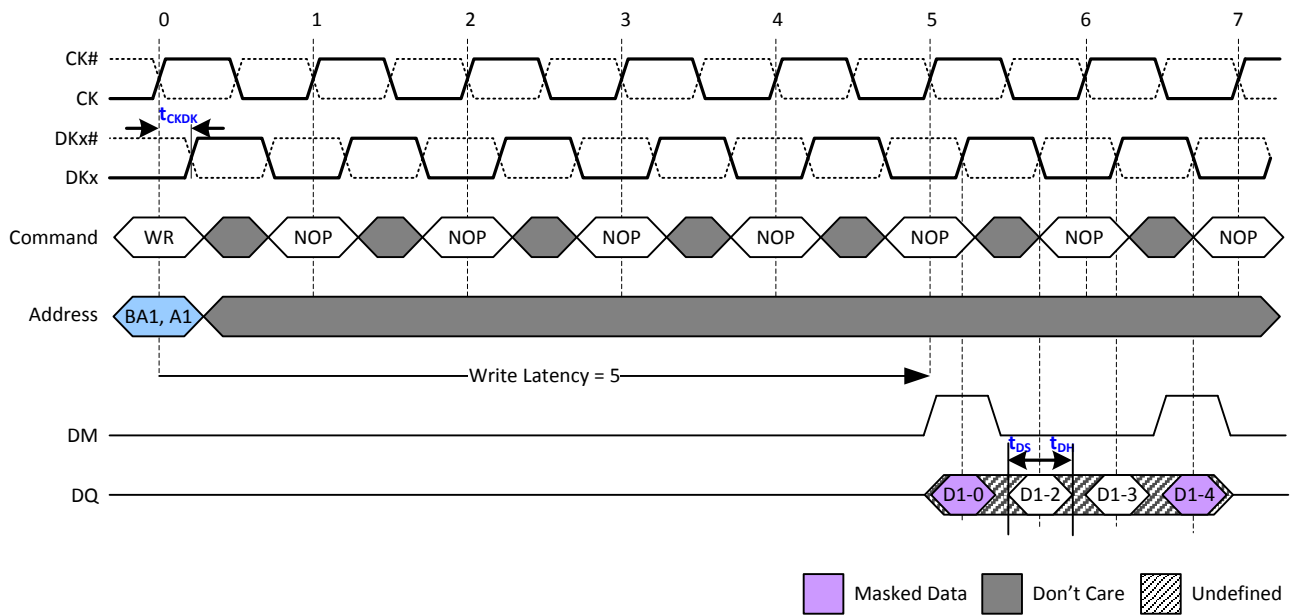 0 1 2 3 4 5 6 7
CK#
CK
tCKDK
DKx#
DKx
Command WR NOP NOP NOP NOP NOP NOP NOP
Address BA1, A1
Write Latency = 5
DM
tDS tDH
DQ D1-0 D1-2 D1-3 D1-4
Masked Data Don't Care Undefined